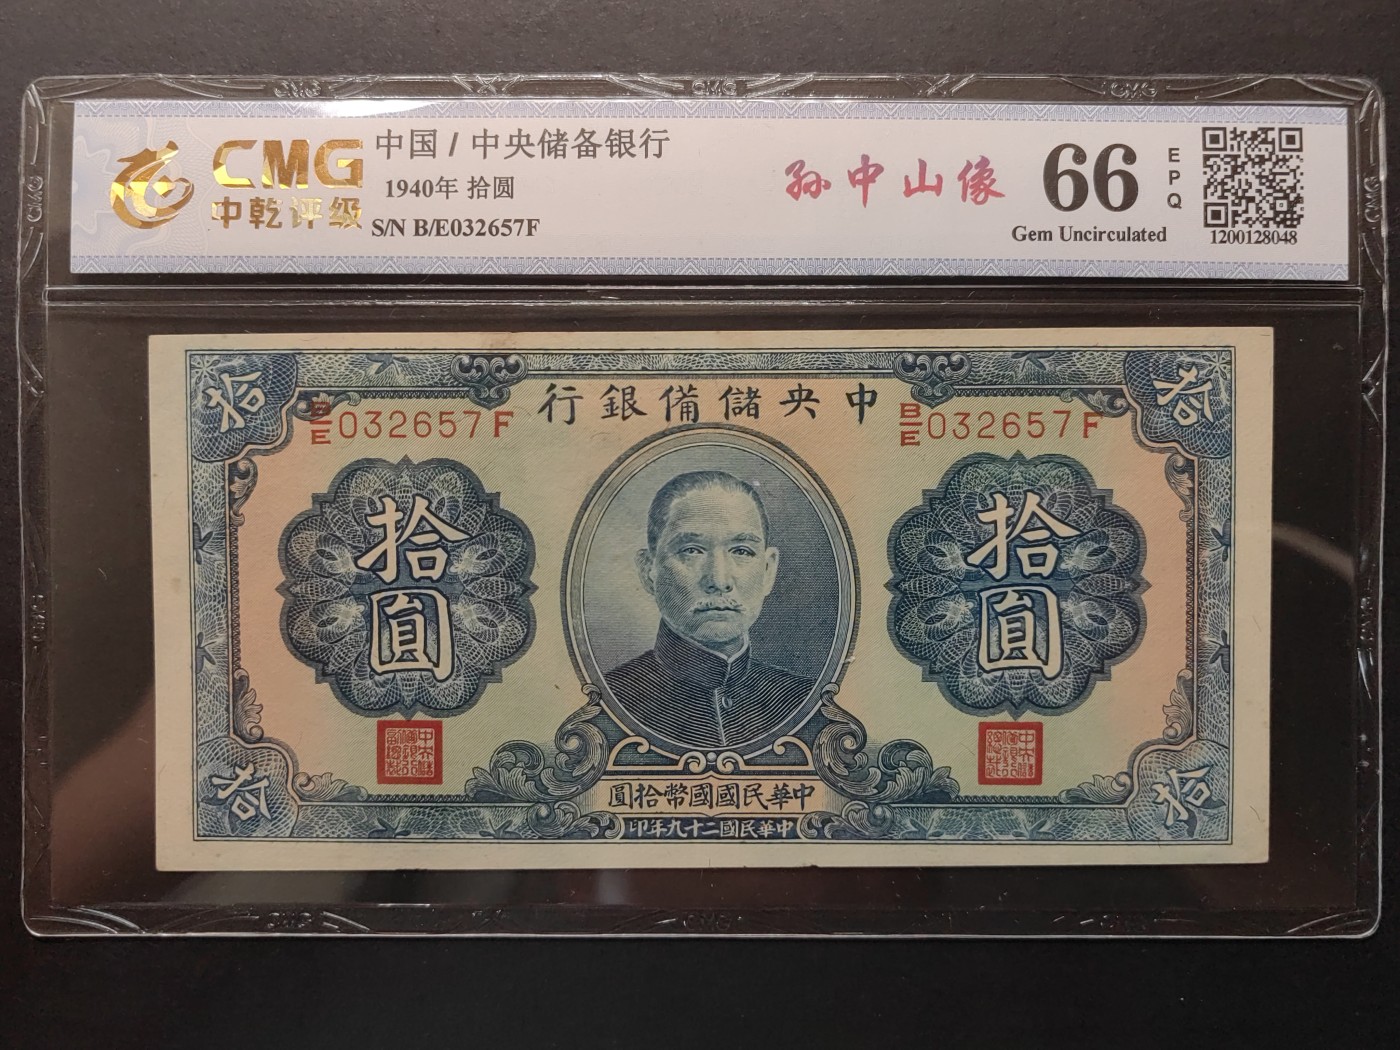 CMG
中乾评级
中国 / 中央储备银行
1940年 拾圆
S/N B/E032657F
孙中山像
66
EPQ
Gem Uncirculated
1200128048
行銀備儲央中
拾
拾
B/E 032657F
B/E 032657F
拾圓
拾圓
圓拾幣國國民華中
印年九十二國民華中
拾
拾